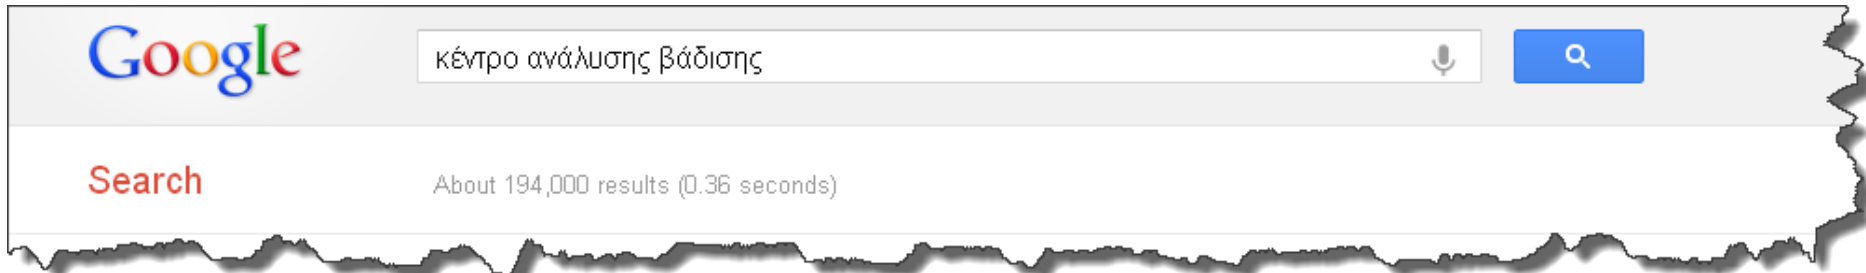 Google
κέντρο ανάλυσης βάδισης
Search
About 194,000 results (0.36 seconds)